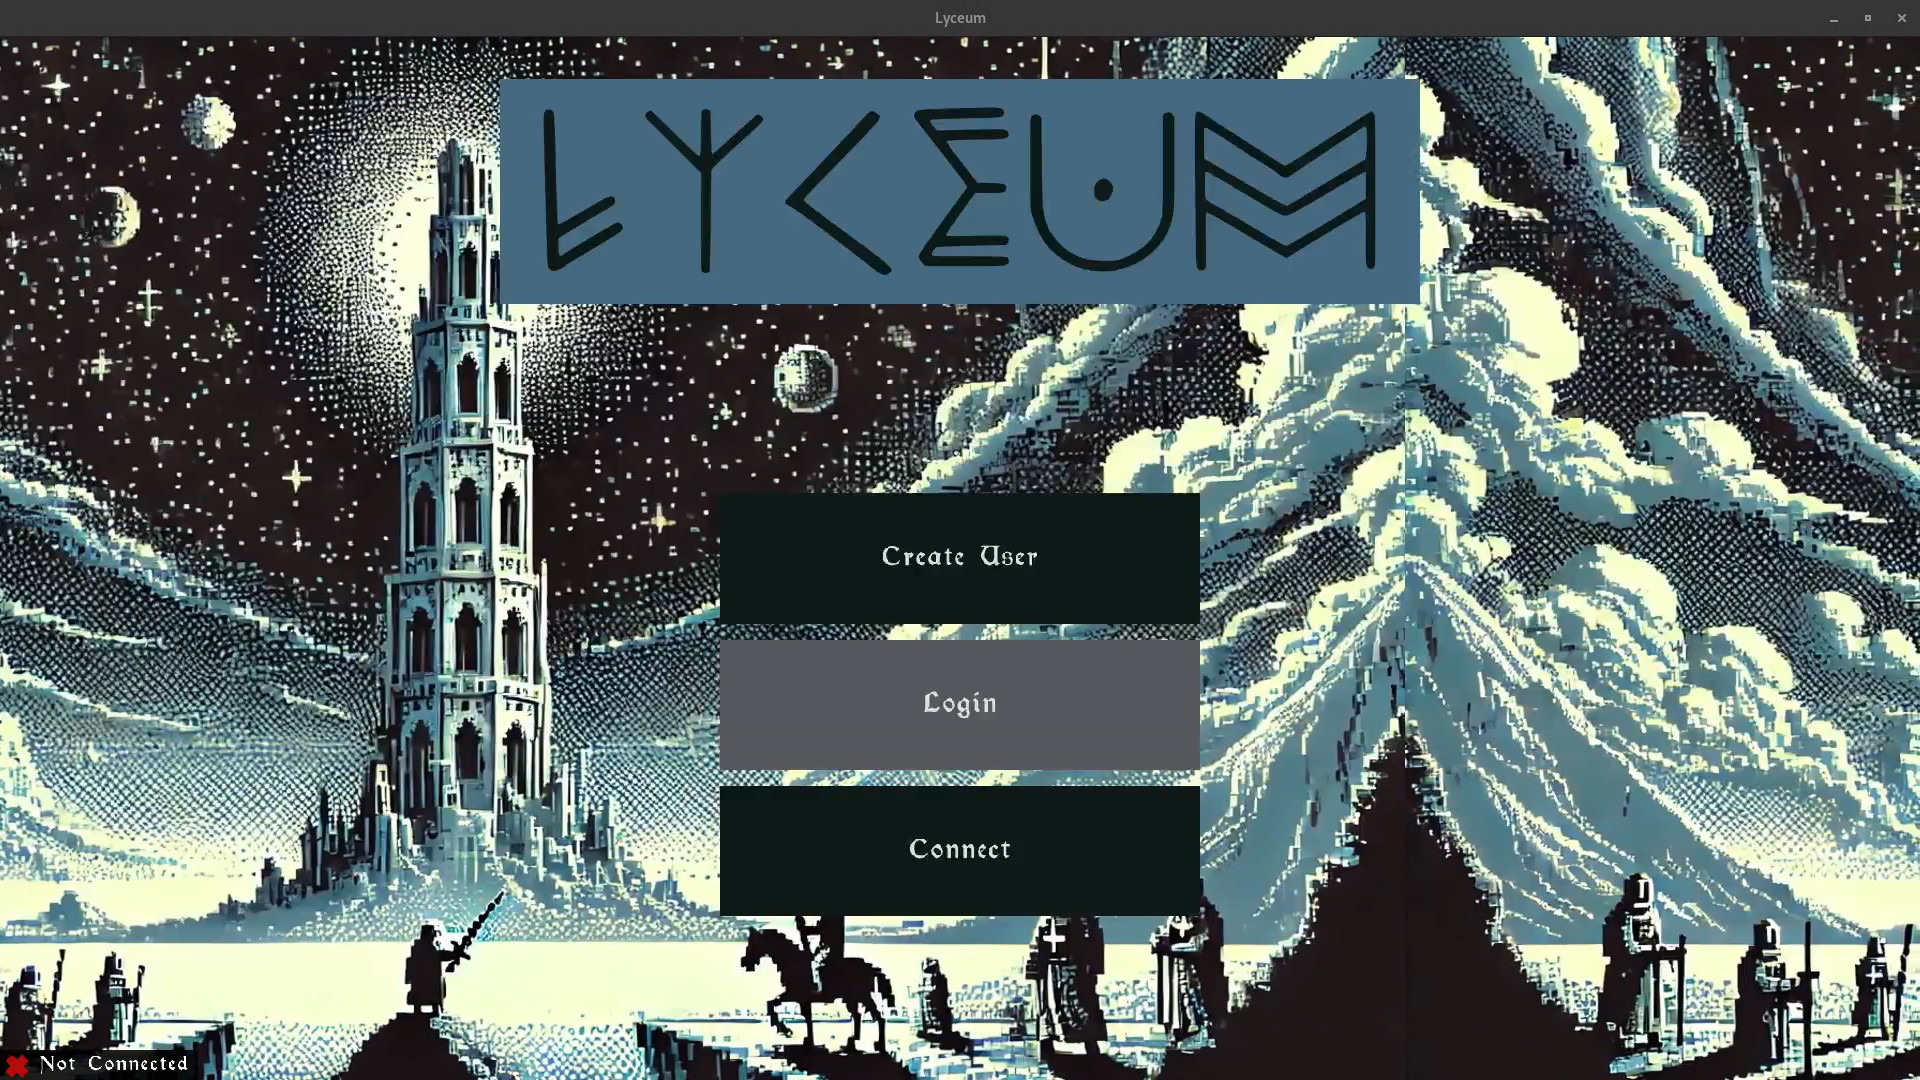 Lyceum
LYCEUM
Create User
Login
Connect
Not Connected